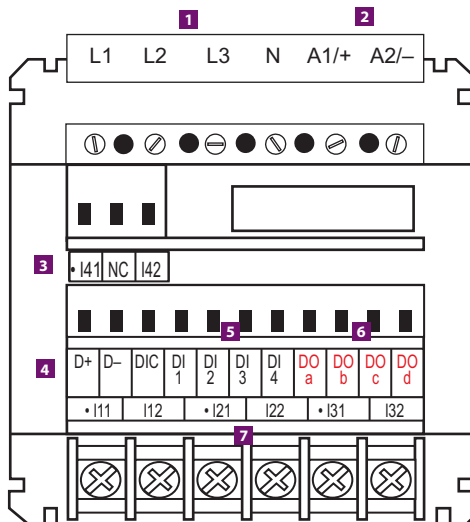 1 2
L1 L2 L3 N A1/+ A2/–
3 • I41 NC I42
5 6
4 D+ D– DIC DI 1 DI 2 DI 3 DI 4 DO a DO b DO c DO d
• I11 I12 • I21 I22 • I31 I32
7